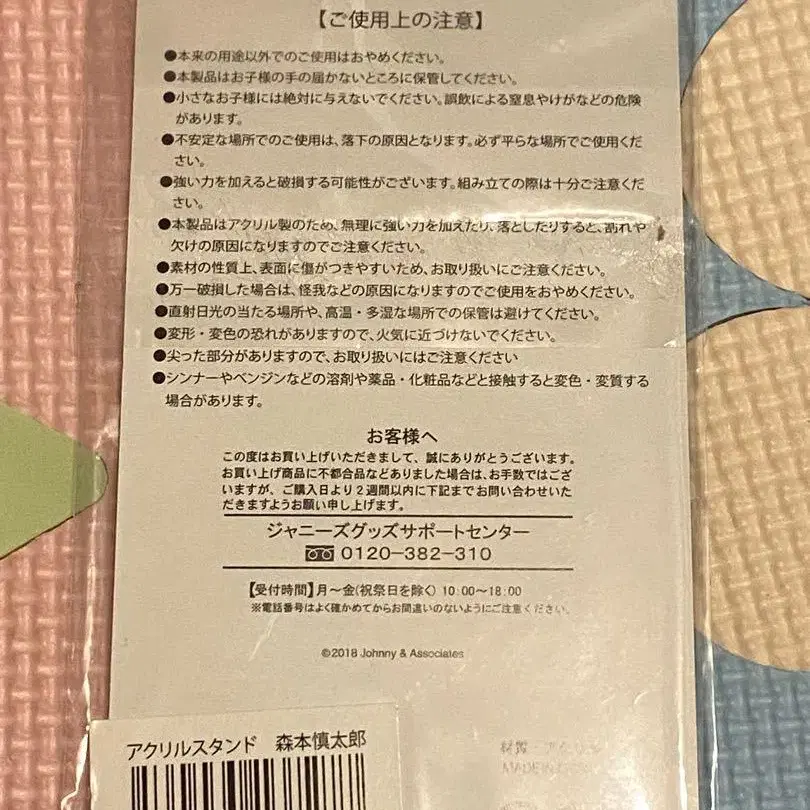 【ご使用上の注意】
●本来の用途以外でのご使用はおやめください。
●本製品はお子様の手の届かないところに保管してください。
●小さなお子様には絶対に与えないでください。誤飲による窒息やけがなどの危険
があります。
●不安定な場所でのご使用は、落下の原因となります。必ず平らな場所でご使用くだ
さい。
●強い力を加えると破損する可能性がございます。組み立ての際は十分ご注意くだ
さい。
●本製品はアクリル製のため、無理に強い力を加えたり、落としたりすると、割れや
欠けの原因になりますのでご注意ください。
●素材の性質上、表面に傷がつきやすいため、お取り扱いにご注意ください。
●万一破損した場合は、怪我などの原因になりますのでご使用をおやめください。
●直射日光の当たる場所や、高温・多湿な場所での保管は避けてください。
●変形・変色の恐れがありますので、火気に近づけないでください。
●尖った部分がありますので、お取り扱いにはご注意ください
●シンナーやベンジンなどの溶剤や薬品・化粧品などと接触すると変色・変質する
場合があります。
お客様へ
この度はお買い上げいただきまして、誠にありがとうございます。
お買い上げ商品に不都合品などありました場合は、お手数ではござ
いますが、ご購入日より2週間以内に下記までお問い合わせいた
だきますようお願い申し上げます。
ジャニーズグッズサポートセンター
0120-382-310
【受付時間】月〜金(祝祭日を除く) 10:00〜18:00
※電話番号はよく確かめてからお間違いのないようにご注意ください。
©2018 Johnny & Associates
アクリルスタンド 森本慎太郎
材質
MADE IN